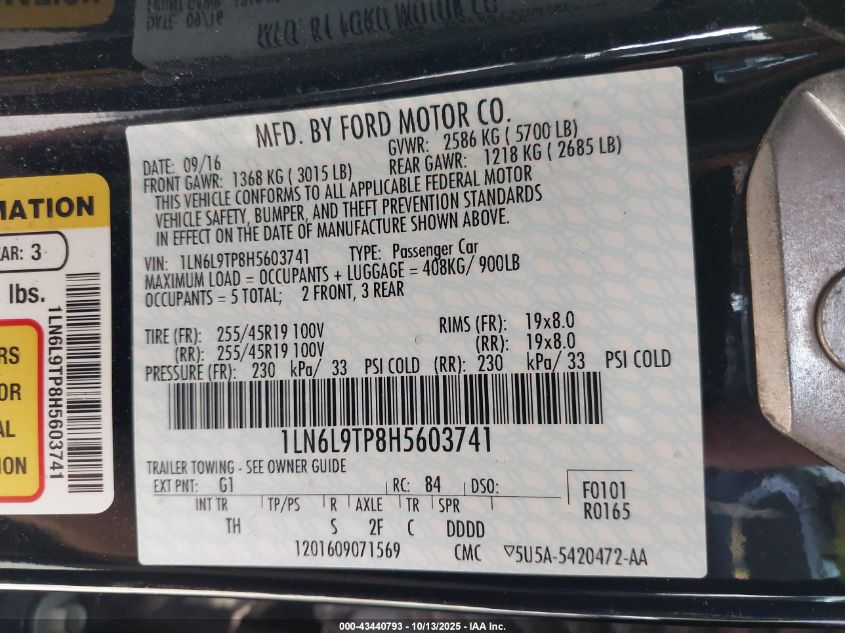 MFD. BY FORD MOTOR CO.
DATE: 09/16 GVWR: 2586 KG ( 5700 LB)
FRONT GAWR: 1368 KG ( 3015 LB) REAR GAWR: 1218 KG ( 2685 LB)
THIS VEHICLE CONFORMS TO ALL APPLICABLE FEDERAL MOTOR
VEHICLE SAFETY, BUMPER, AND THEFT PREVENTION STANDARDS
IN EFFECT ON THE DATE OF MANUFACTURE SHOWN ABOVE.
VIN: 1LN6L9TP8H5603741 TYPE: Passenger Car
MAXIMUM LOAD = OCCUPANTS + LUGGAGE = 408KG/ 900LB
OCCUPANTS = 5 TOTAL; 2 FRONT, 3 REAR
TIRE (FR): 255/45R19 100V RIMS (FR): 19x8.0
(RR): 255/45R19 100V (RR): 19x8.0
PRESSURE (FR): 230 kPa/ 33 PSI COLD (RR): 230 kPa/ 33 PSI COLD
1LN6L9TP8H5603741
TRAILER TOWING - SEE OWNER GUIDE
EXT PNT: G1 RC: 84 DSO:
F0101
R0165
INT TR TP/PS R AXLE TR SPR
TH S 2F C DDDD
1201609071569 CMC ▽5U5A-5420472-AA
MATION
AR: 3
lbs.
RS
OR
AL
ION
1LN6L9TP8H5603741
000-43440793 - 10/13/2025 - IAA Inc.